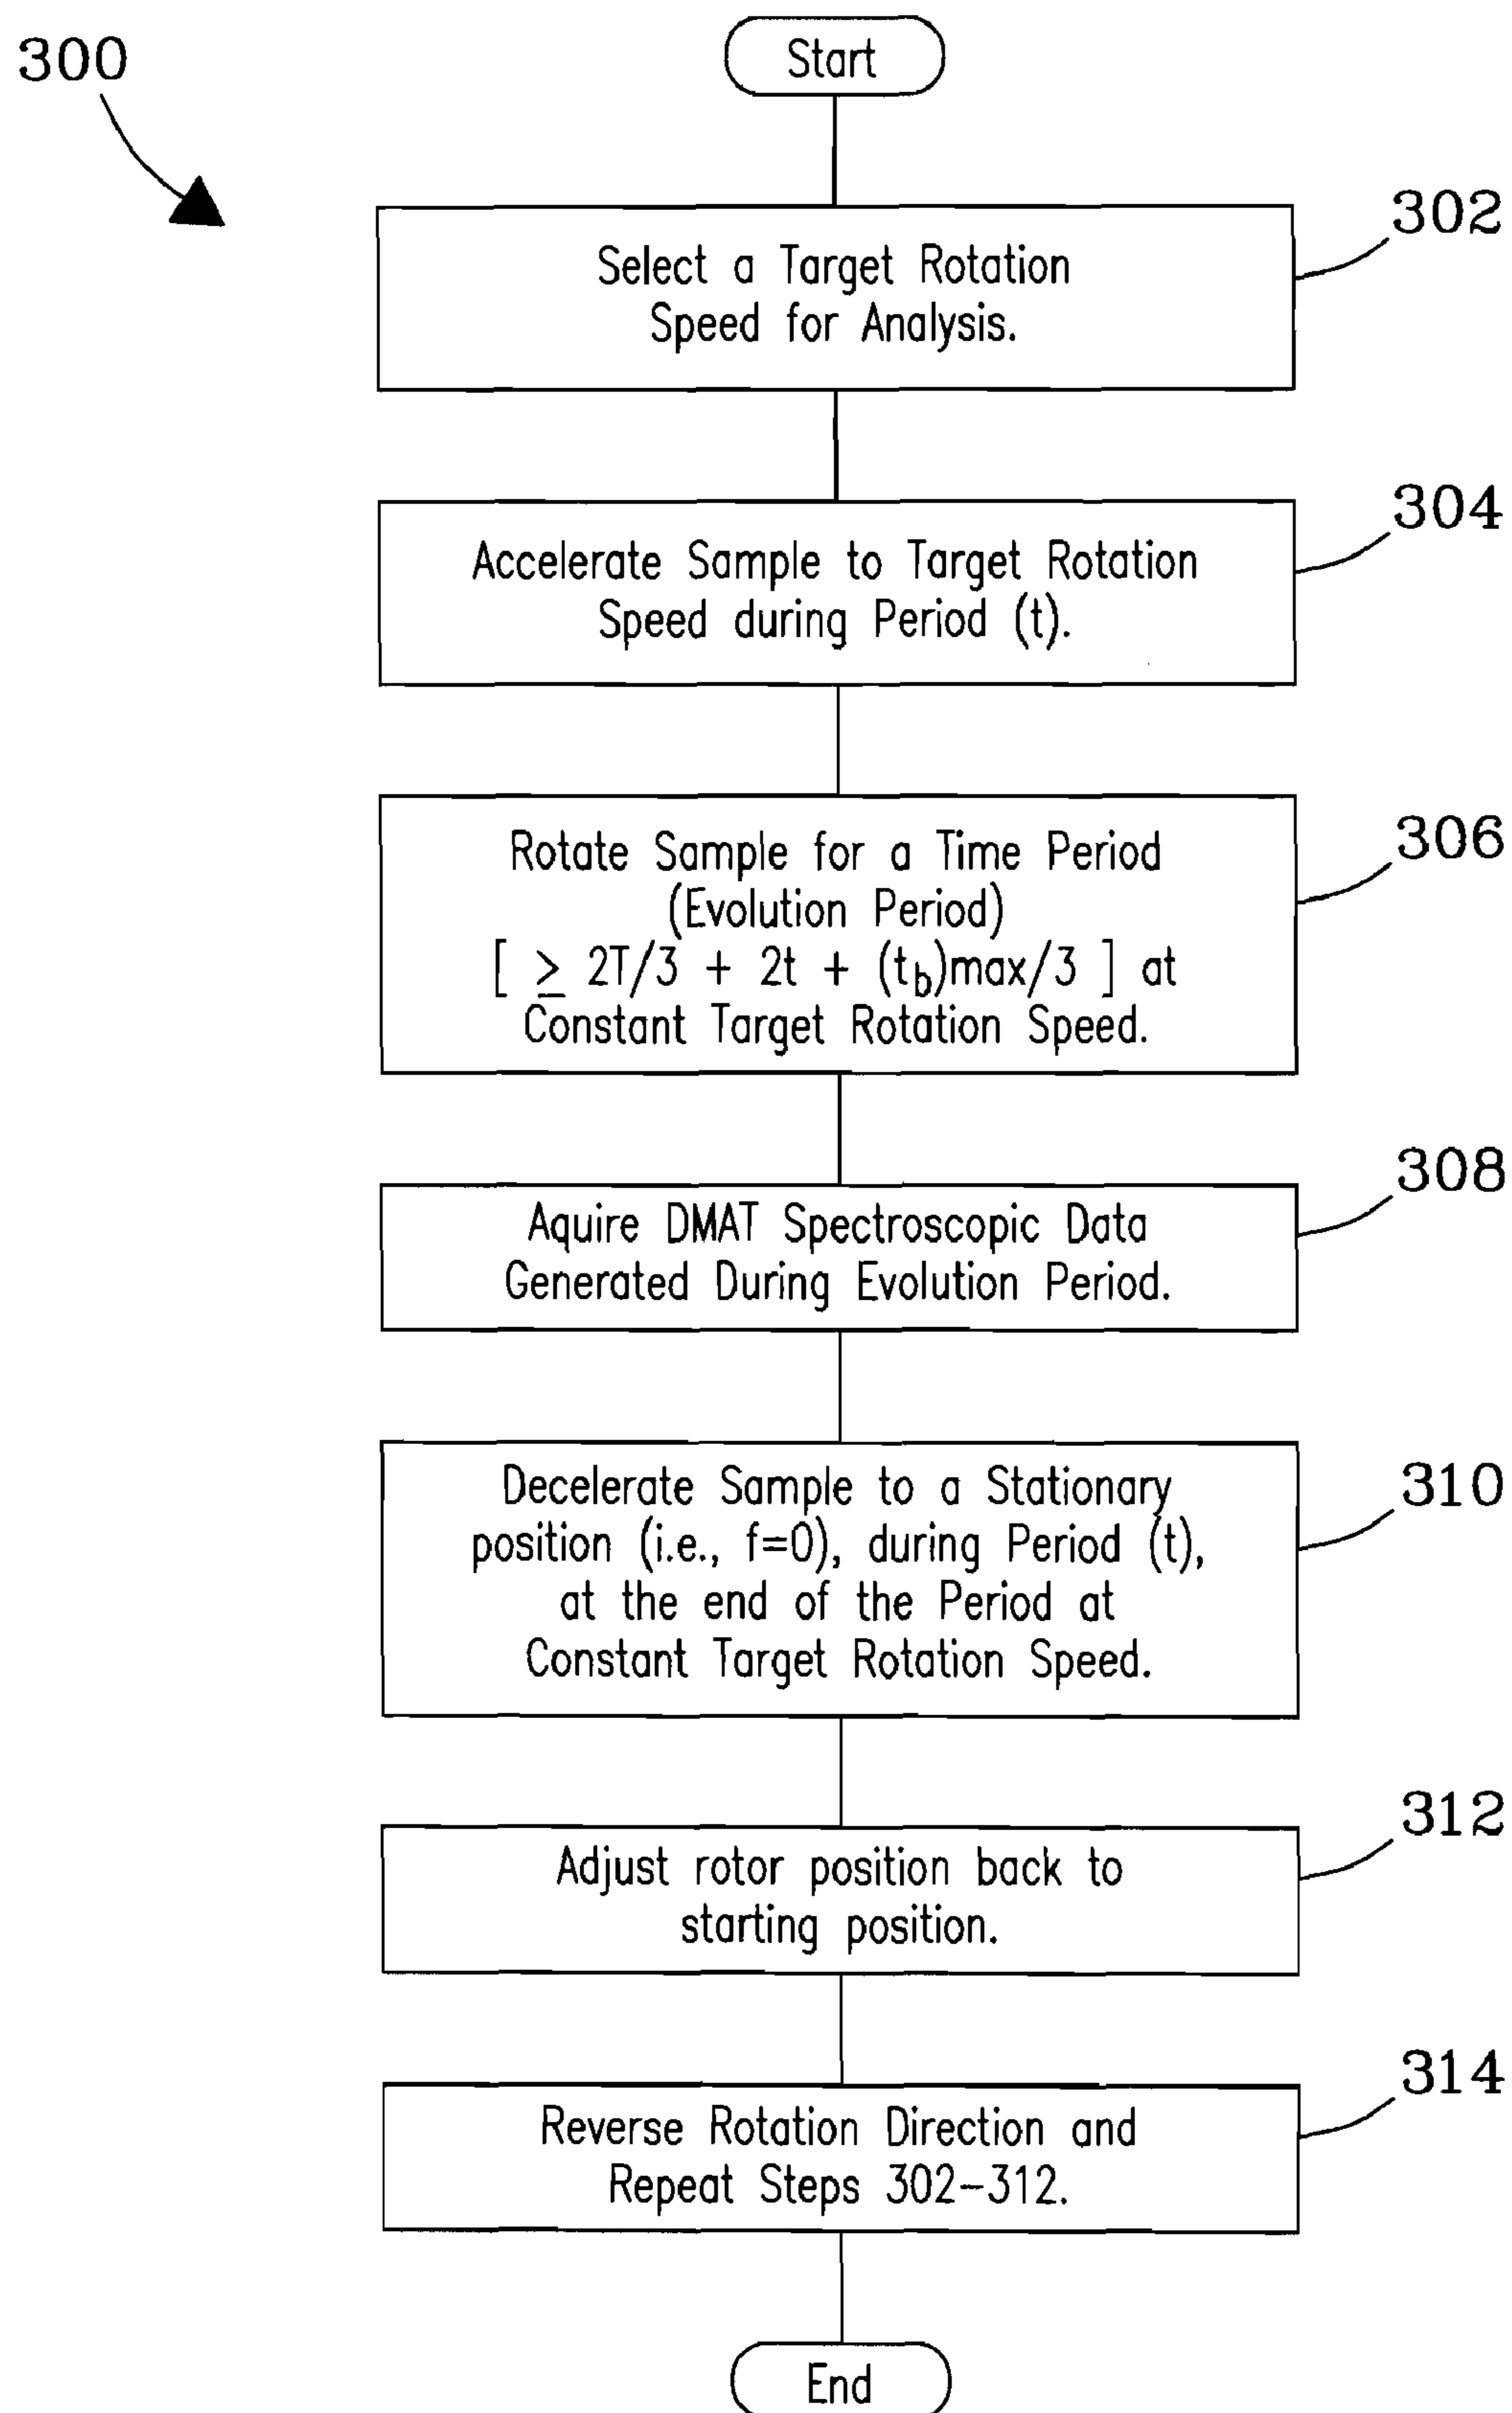 300
Start
302
Select a Target Rotation
Speed for Analysis.
304
Accelerate Sample to Target Rotation
Speed during Period (t).
306
Rotate Sample for a Time Period
(Evolution Period)
[ ≥ 2T/3 + 2t + (t_b)max/3 ] at
Constant Target Rotation Speed.
308
Aquire DMAT Spectroscopic Data
Generated During Evolution Period.
310
Decelerate Sample to a Stationary
position (i.e., f=0), during Period (t),
at the end of the Period at
Constant Target Rotation Speed.
312
Adjust rotor position back to
starting position.
314
Reverse Rotation Direction and
Repeat Steps 302–312.
End